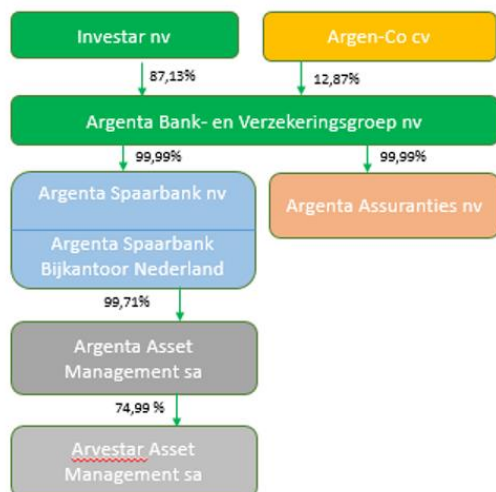 Investar nv
Argen-Co cv
87,13%
12,87%
Argenta Bank- en Verzekeringsgroep nv
99,99%
99,99%
Argenta Spaarbank nv
Argenta Assuranties nv
Argenta Spaarbank
Bijkantoor Nederland
99,71%
Argenta Asset
Management sa
74,99 %
Arvestar Asset
Management sa